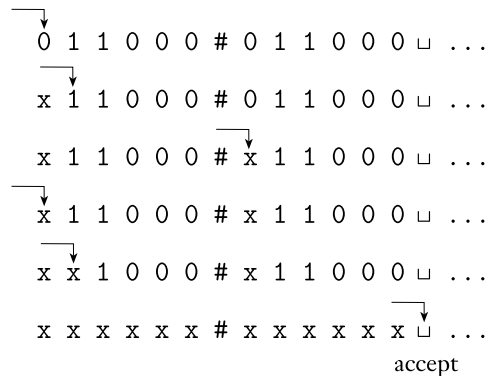 0 1 1 0 0 0 # 0 1 1 0 0 0 ⊔ ...
x 1 1 0 0 0 # 0 1 1 0 0 0 ⊔ ...
x 1 1 0 0 0 # x 1 1 0 0 0 ⊔ ...
x 1 1 0 0 0 # x 1 1 0 0 0 ⊔ ...
x x 1 0 0 0 # x 1 1 0 0 0 ⊔ ...
x x x x x x # x x x x x x ⊔ ...
accept